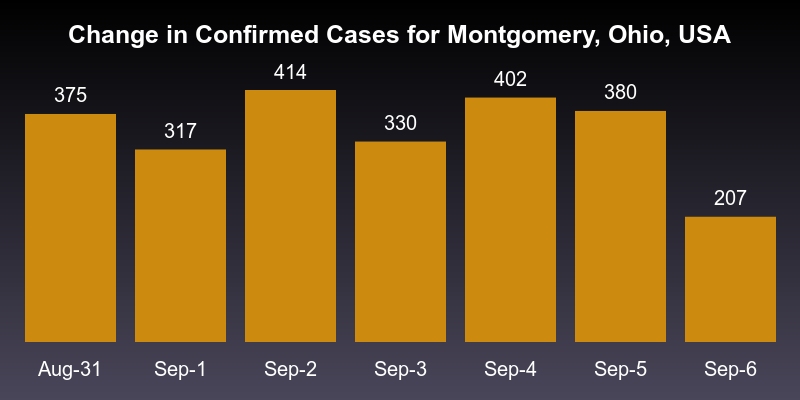 Change in Confirmed Cases for Montgomery, Ohio, USA
375
317
414
330
402
380
207
Aug-31
Sep-1
Sep-2
Sep-3
Sep-4
Sep-5
Sep-6